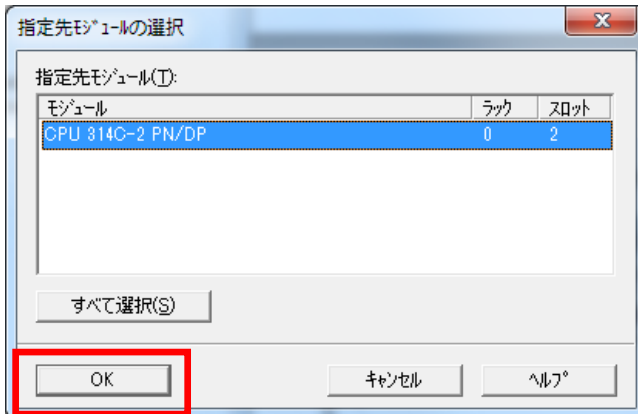 指定先ﾓｼﾞｭｰﾙの選択
指定先ﾓｼﾞｭｰﾙ(T):
ﾓｼﾞｭｰﾙ ﾗｯｸ ｽﾛｯﾄ
CPU 314C-2 PN/DP 0 2
すべて選択(S)
OK ｷｬﾝｾﾙ ﾍﾙﾌﾟ